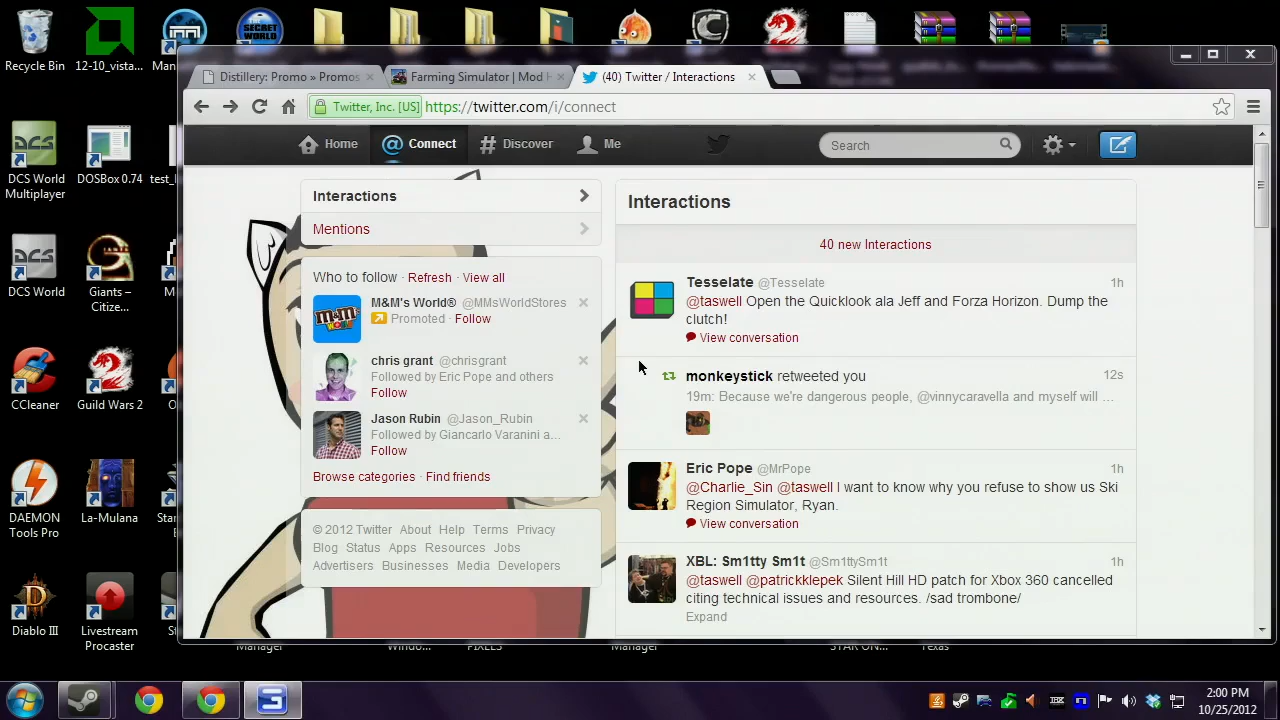 Recycle Bin
12-10_vista...
Man
Distillery: Promo » Promos
Farming Simulator | Mod H
(40) Twitter / Interactions
Twitter, Inc. [US]
https://twitter.com/i/connect
Home
@ Connect
# Discover
Me
Search
Interactions
Mentions
Who to follow · Refresh · View all
M&M's World® @MMsWorldStores
Promoted · Follow
chris grant @chrisgrant
Followed by Eric Pope and others
Follow
Jason Rubin @Jason_Rubin
Followed by Giancarlo Varanini a...
Follow
Browse categories · Find friends
© 2012 Twitter About Help Terms Privacy
Blog Status Apps Resources Jobs
Advertisers Businesses Media Developers
Interactions
40 new Interactions
Tesselate @Tesselate 1h
@taswell Open the Quicklook ala Jeff and Forza Horizon. Dump the
clutch!
View conversation
monkeystick retweeted you 12s
19m: Because we're dangerous people, @vinnycaravella and myself will ...
Eric Pope @MrPope 1h
@Charlie_Sin @taswell I want to know why you refuse to show us Ski
Region Simulator, Ryan.
View conversation
XBL: Sm1tty Sm1t @Sm1ttySm1t 1h
@taswell @patrickklepek Silent Hill HD patch for Xbox 360 cancelled
citing technical issues and resources. /sad trombone/
Expand
DCS World
Multiplayer
DOSBox 0.74
test_
DCS World
Giants –
Citize...
M
CCleaner
Guild Wars 2
DAEMON
Tools Pro
La-Mulana
Diablo III
Livestream
Procaster
Manager
Windo...
PIXELS
Manager
STAR ON...
Texas
2:00 PM
10/25/2012